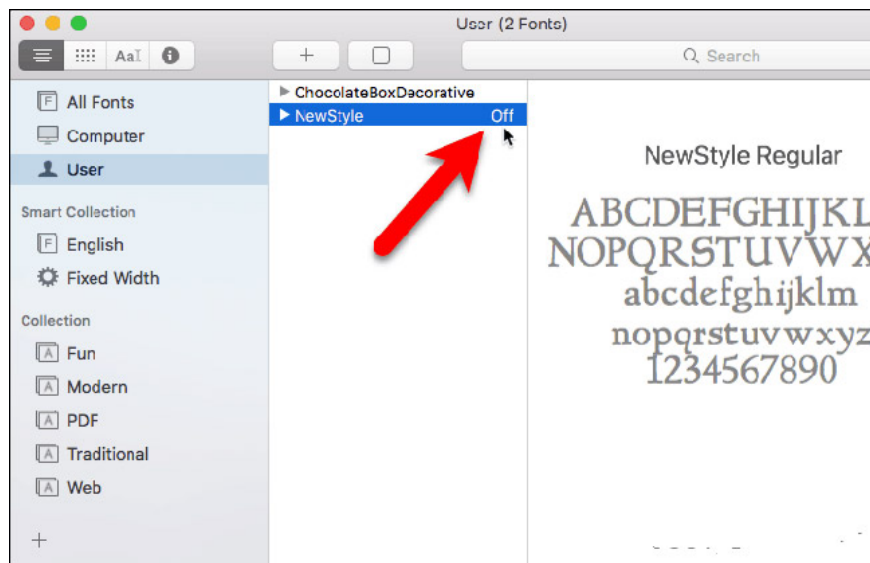 User (2 Fonts)
AaI
Search
All Fonts
Computer
User
Smart Collection
English
Fixed Width
Collection
Fun
Modern
PDF
Traditional
Web
ChocolateBoxDecorative
NewStyle Off
NewStyle Regular
ABCDEFGHIJKL
NOPQRSTUVWX
abcdefghijklm
nopqrstuvwxyz
1234567890